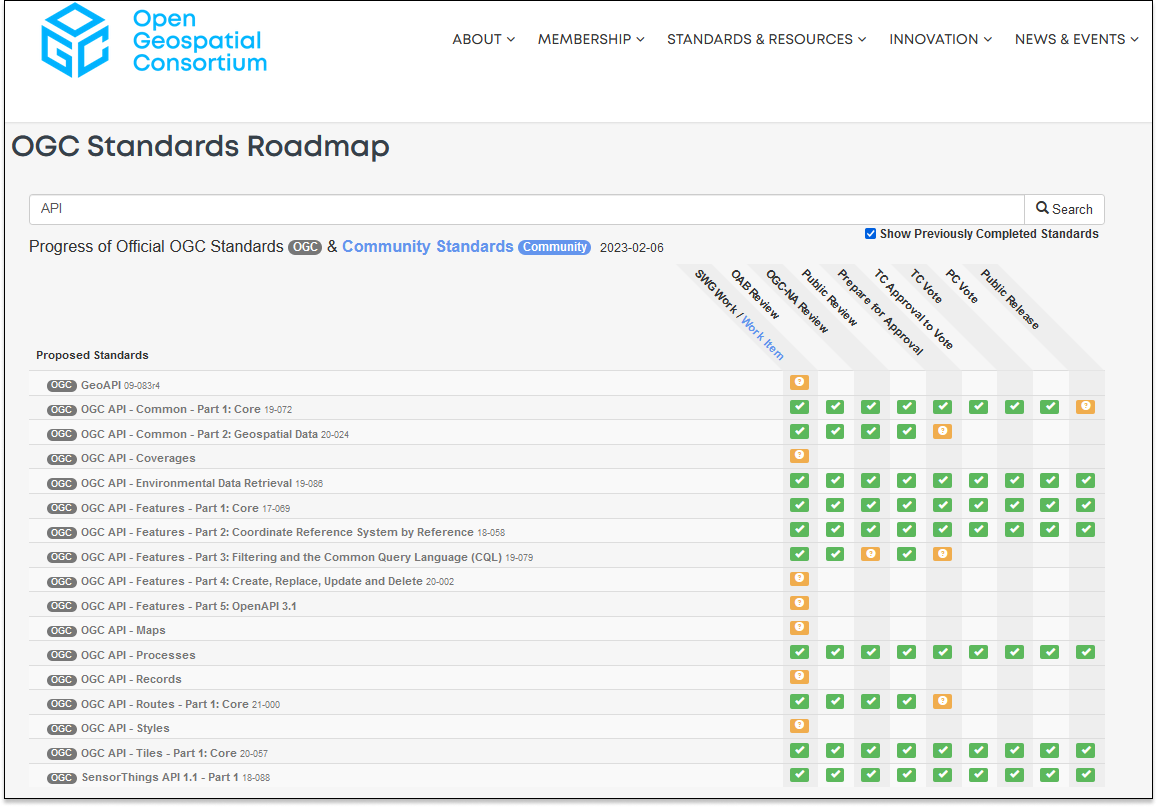 Open
Geospatial
Consortium
ABOUT MEMBERSHIP STANDARDS & RESOURCES INNOVATION NEWS & EVENTS
OGC Standards Roadmap
API Search
Show Previously Completed Standards
Progress of Official OGC Standards OGC & Community Standards Community 2023-02-06
SWG Work / Work Item
OAB Review
OGC-NA Review
Public Review
Prepare for Approval
TC Approval to Vote
TC Vote
PC Vote
Public Release
Proposed Standards
OGC GeoAPI 09-083r4
OGC OGC API - Common - Part 1: Core 19-072
OGC OGC API - Common - Part 2: Geospatial Data 20-024
OGC OGC API - Coverages
OGC OGC API - Environmental Data Retrieval 19-086
OGC OGC API - Features - Part 1: Core 17-069
OGC OGC API - Features - Part 2: Coordinate Reference System by Reference 18-058
OGC OGC API - Features - Part 3: Filtering and the Common Query Language (CQL) 19-079
OGC OGC API - Features - Part 4: Create, Replace, Update and Delete 20-002
OGC OGC API - Features - Part 5: OpenAPI 3.1
OGC OGC API - Maps
OGC OGC API - Processes
OGC OGC API - Records
OGC OGC API - Routes - Part 1: Core 21-000
OGC OGC API - Styles
OGC OGC API - Tiles - Part 1: Core 20-057
OGC SensorThings API 1.1 - Part 1 18-088